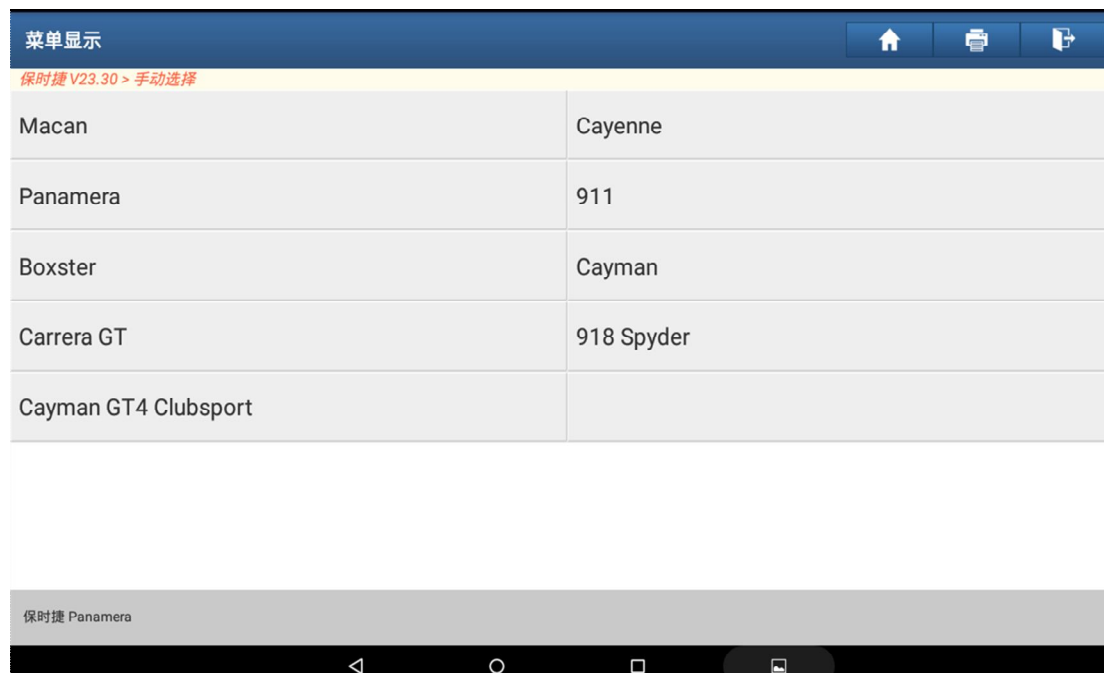 菜单显示
保时捷 V23.30 > 手动选择
Macan
Cayenne
Panamera
911
Boxster
Cayman
Carrera GT
918 Spyder
Cayman GT4 Clubsport
保时捷 Panamera